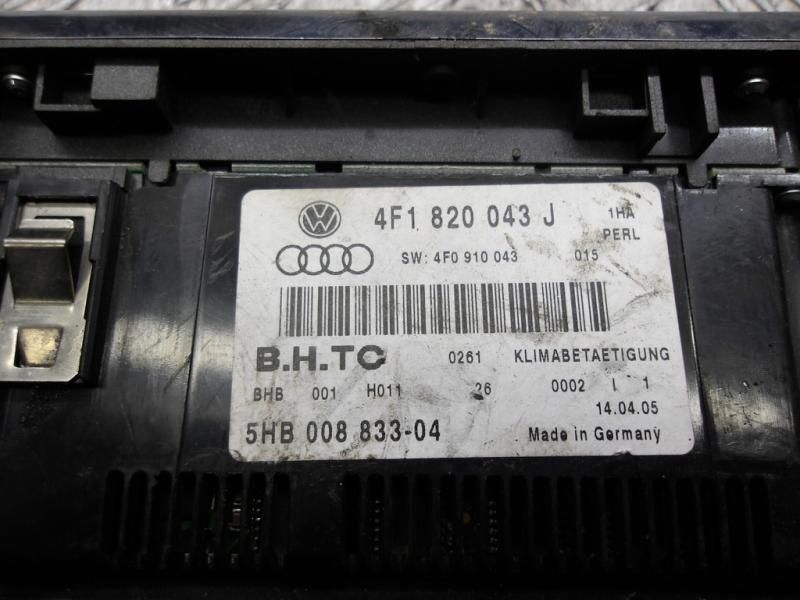 4F1 820 043 J 1HA
PERL
SW: 4F0 910 043 015
B.H.TC 0261 KLIMABETAETIGUNG
BHB 001 H011 26 0002 I 1
14.04.05
5HB 008 833-04 Made in Germany